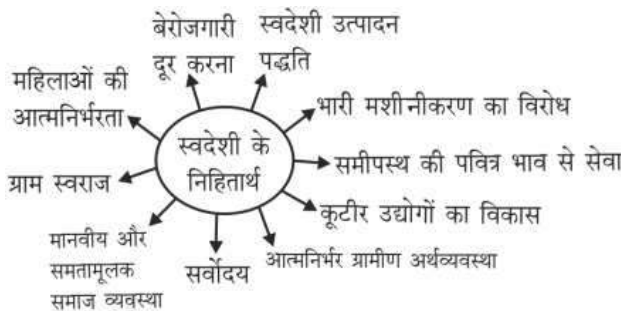 बेरोजगारी
दूर करना
स्वदेशी उत्पादन
पद्धति
महिलाओं की
आत्मनिर्भरता
भारी मशीनीकरण का विरोध
स्वदेशी के
निहितार्थ
समीपस्थ की पवित्र भाव से सेवा
ग्राम स्वराज
कूटीर उद्योगों का विकास
मानवीय और
समतामूलक
समाज व्यवस्था
सर्वोदय
आत्मनिर्भर ग्रामीण अर्थव्यवस्था